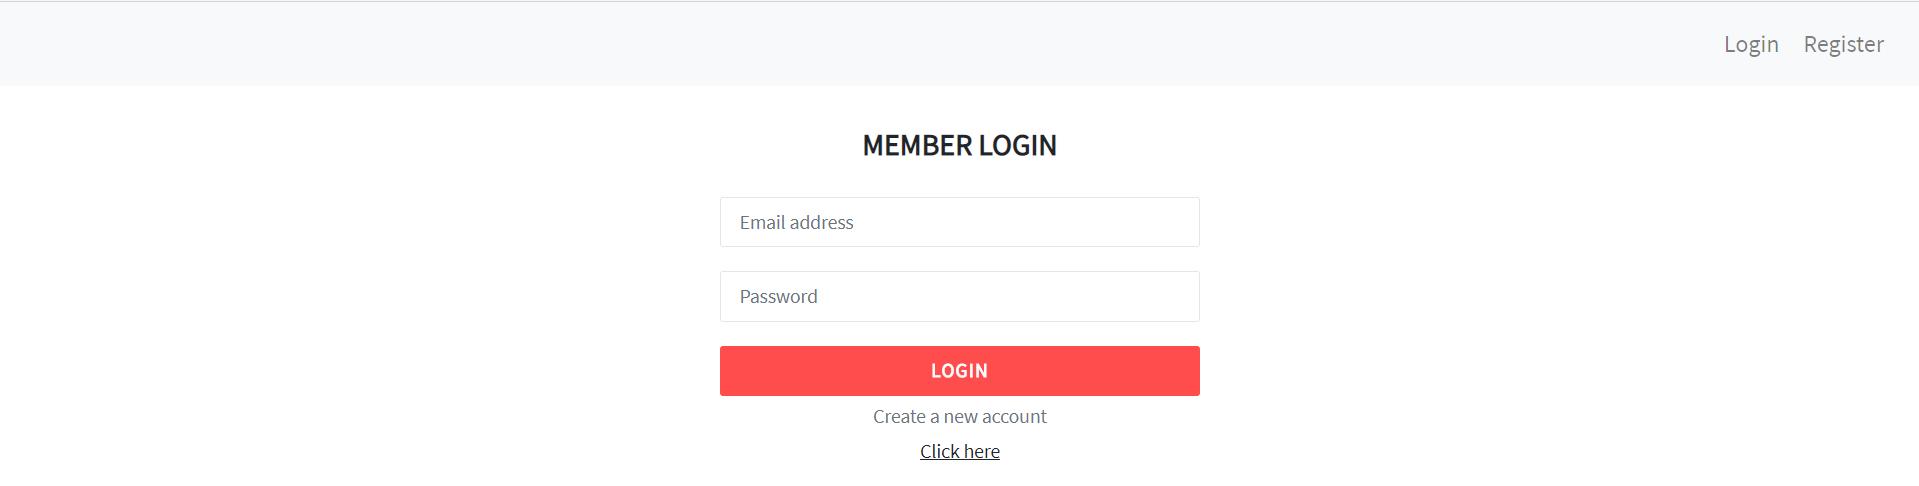 Login Register
MEMBER LOGIN
Email address
Password
LOGIN
Create a new account
Click here